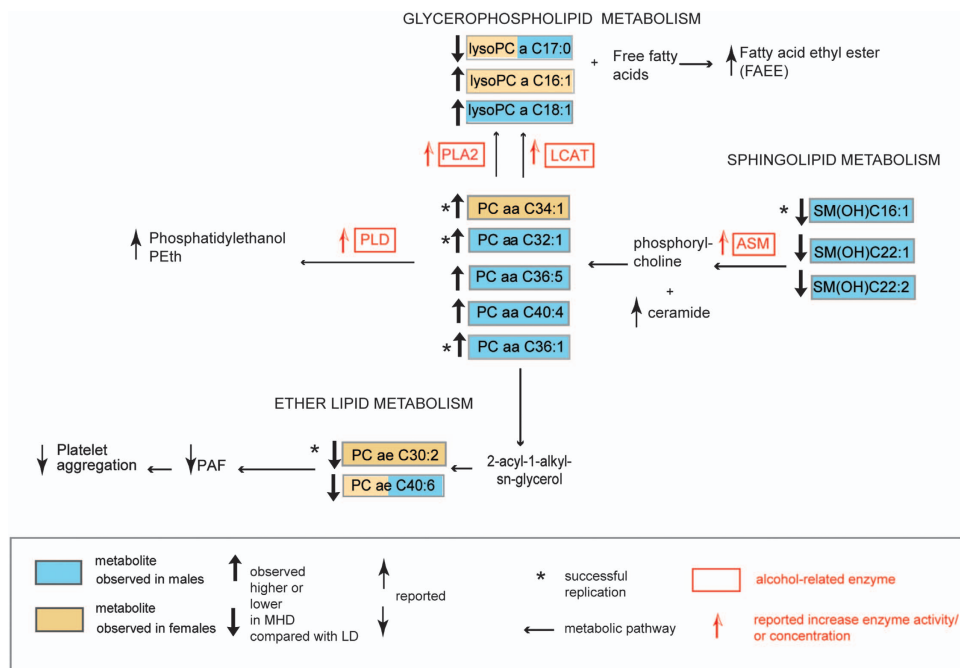 GLYCEROPHOSPHOLIPID METABOLISM
lysoPC a C17:0
lysoPC a C16:1
lysoPC a C18:1
+
Free fatty
acids
Fatty acid ethyl ester
(FAEE)
PLA2
LCAT
SPHINGOLIPID METABOLISM
* SM(OH)C16:1
SM(OH)C22:1
SM(OH)C22:2
ASM
phosphoryl-
choline
+
ceramide
* PC aa C34:1
* PC aa C32:1
PC aa C36:5
PC aa C40:4
* PC aa C36:1
PLD
Phosphatidylethanol
PEth
ETHER LIPID METABOLISM
2-acyl-1-alkyl-
sn-glycerol
* PC ae C30:2
PC ae C40:6
PAF
Platelet
aggregation
metabolite
observed in males
metabolite
observed in females
observed
higher or
lower
in MHD
compared with LD
reported
* successful
replication
metabolic pathway
alcohol-related enzyme
reported increase enzyme activity/
or concentration